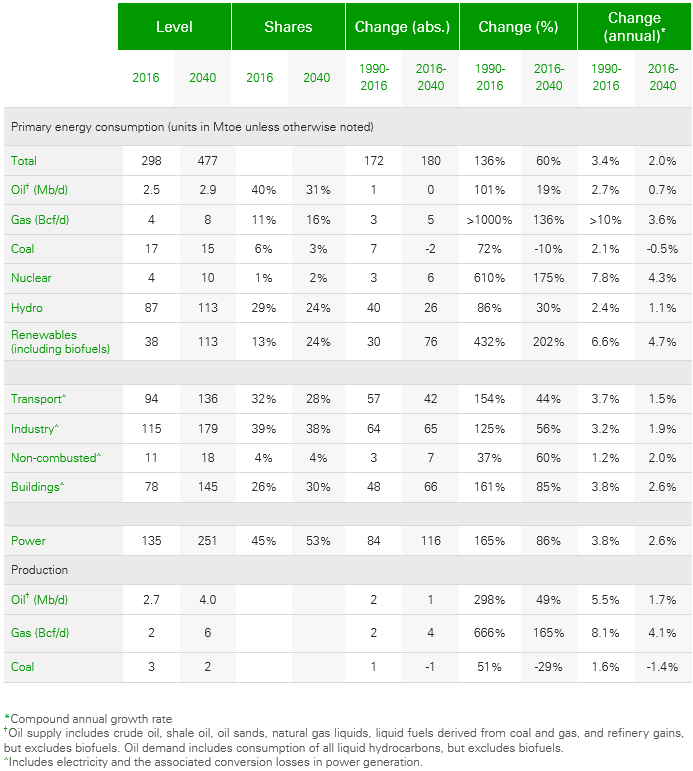 Level Shares Change (abs.) Change (%) Change (annual)*
2016 2040 2016 2040 1990-2016 2016-2040 1990-2016 2016-2040 1990-2016 2016-2040
Primary energy consumption (units in Mtoe unless otherwise noted)
Total 298 477 172 180 136% 60% 3.4% 2.0%
Oil† (Mb/d) 2.5 2.9 40% 31% 1 0 101% 19% 2.7% 0.7%
Gas (Bcf/d) 4 8 11% 16% 3 5 >1000% 136% >10% 3.6%
Coal 17 15 6% 3% 7 -2 72% -10% 2.1% -0.5%
Nuclear 4 10 1% 2% 3 6 610% 175% 7.8% 4.3%
Hydro 87 113 29% 24% 40 26 86% 30% 2.4% 1.1%
Renewables (including biofuels) 38 113 13% 24% 30 76 432% 202% 6.6% 4.7%
Transport^ 94 136 32% 28% 57 42 154% 44% 3.7% 1.5%
Industry^ 115 179 39% 38% 64 65 125% 56% 3.2% 1.9%
Non-combusted^ 11 18 4% 4% 3 7 37% 60% 1.2% 2.0%
Buildings^ 78 145 26% 30% 48 66 161% 85% 3.8% 2.6%
Power 135 251 45% 53% 84 116 165% 86% 3.8% 2.6%
Production
Oil† (Mb/d) 2.7 4.0 2 1 298% 49% 5.5% 1.7%
Gas (Bcf/d) 2 6 2 4 666% 165% 8.1% 4.1%
Coal 3 2 1 -1 51% -29% 1.6% -1.4%
*Compound annual growth rate
†Oil supply includes crude oil, shale oil, oil sands, natural gas liquids, liquid fuels derived from coal and gas, and refinery gains,
but excludes biofuels. Oil demand includes consumption of all liquid hydrocarbons, but excludes biofuels.
^Includes electricity and the associated conversion losses in power generation.